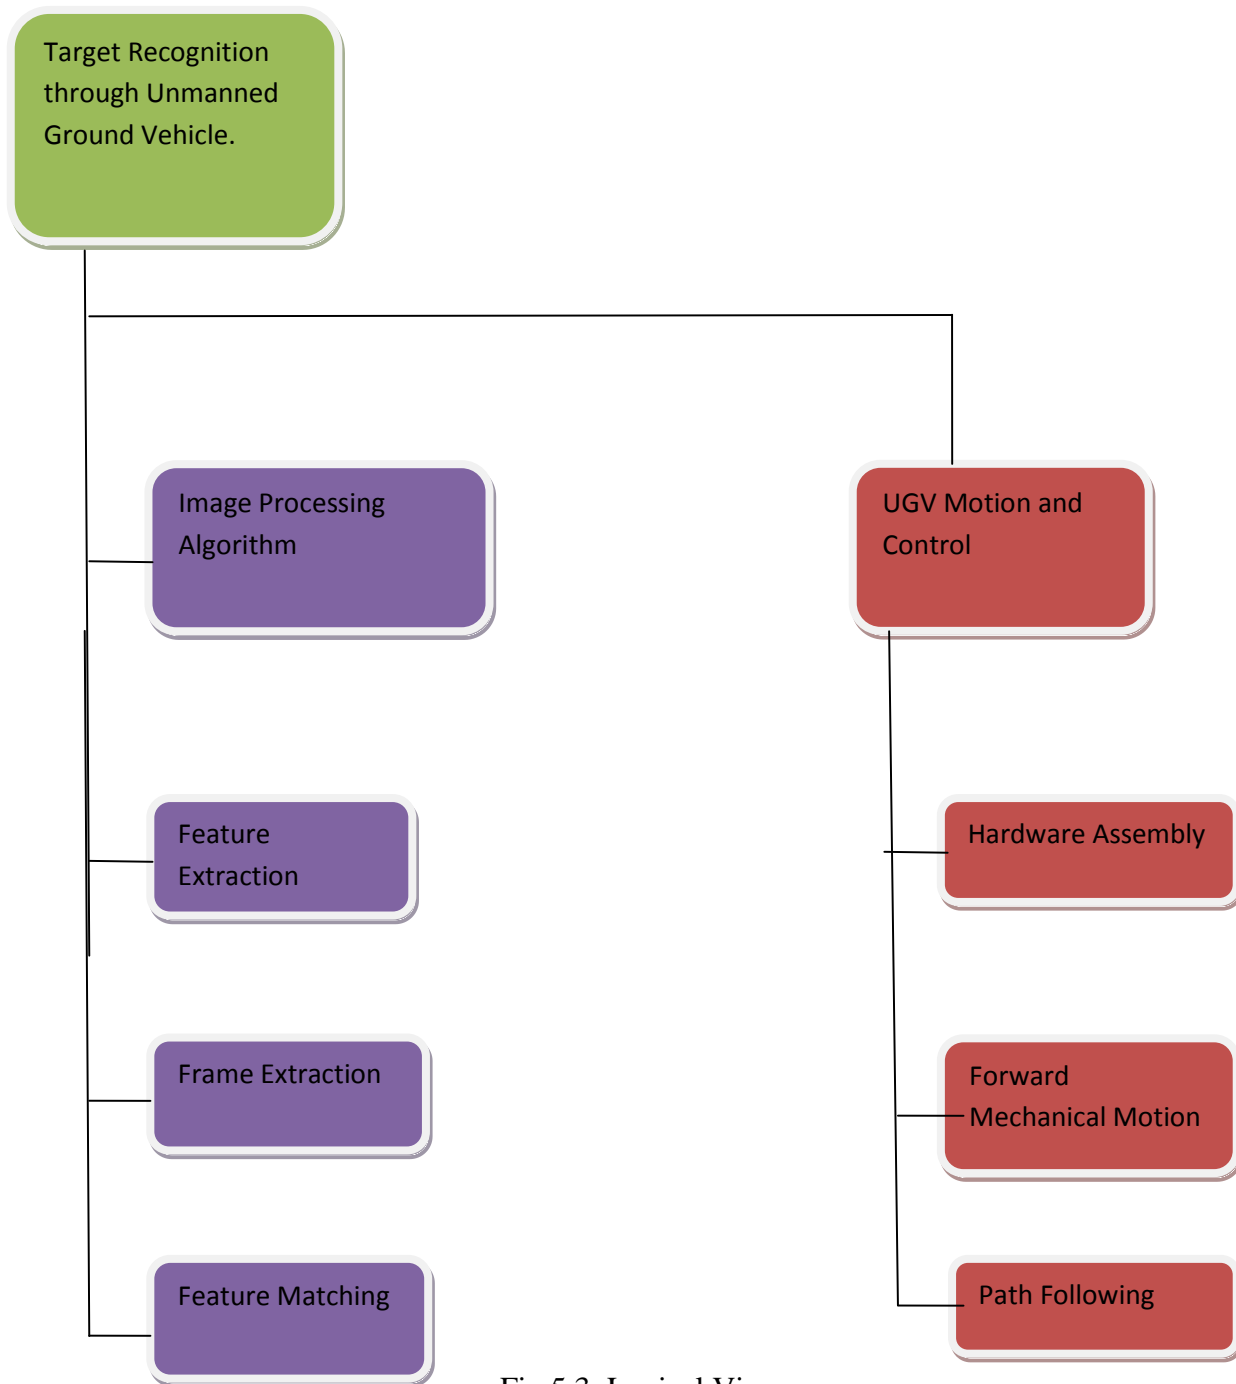 Target Recognition
through Unmanned
Ground Vehicle.
Image Processing
Algorithm
UGV Motion and
Control
Feature
Extraction
Hardware Assembly
Frame Extraction
Forward
Mechanical Motion
Feature Matching
Path Following